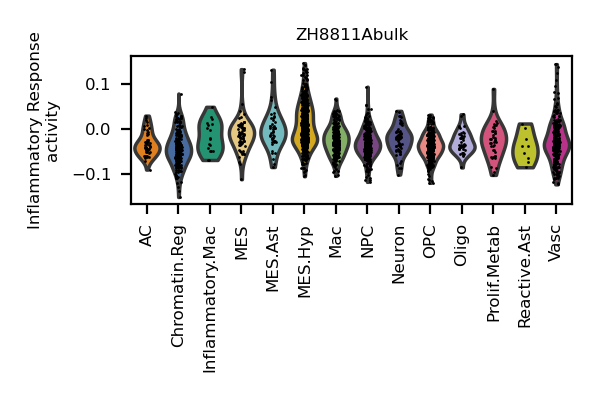 ZH8811Abulk
Inflammatory Response
activity
0.1
0.0
−0.1
AC
Chromatin.Reg
Inflammatory.Mac
MES
MES.Ast
MES.Hyp
Mac
NPC
Neuron
OPC
Oligo
Prolif.Metab
Reactive.Ast
Vasc